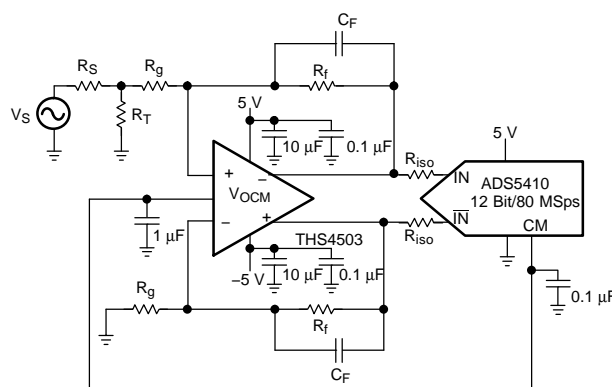 C_F
R_S
R_g
R_f
V_S
R_T
5 V
10 µF
0.1 µF
5 V
R_iso
IN
ADS5410
12 Bit/80 MSps
+
−
V_OCM
1 µF
−
+
IN
CM
R_iso
THS4503
−5 V
10 µF
0.1 µF
0.1 µF
R_g
R_f
C_F